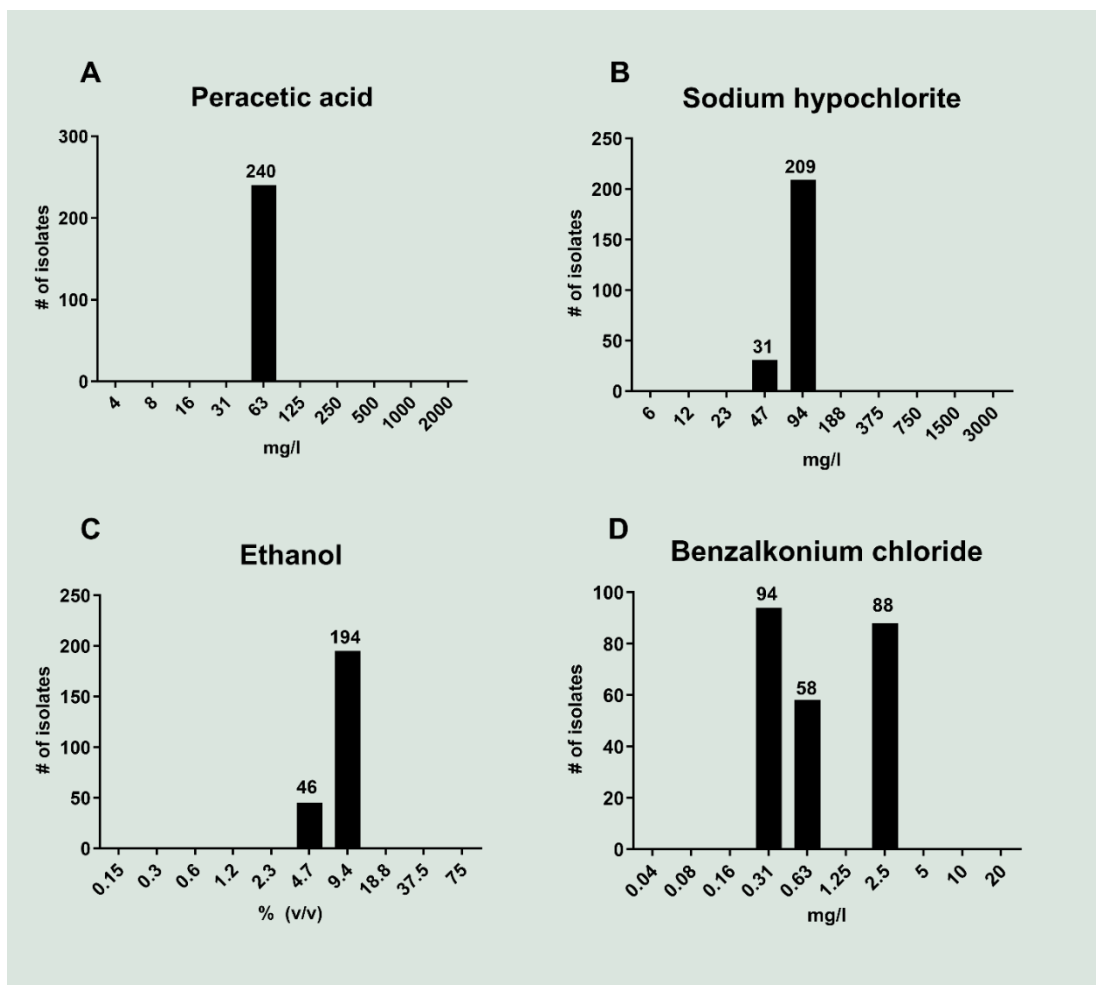 A
Peracetic acid
300
200
100
0
# of isolates
240
4 8 16 31 63 125 250 500 1000 2000
mg/l
B
Sodium hypochlorite
250
200
150
100
50
0
# of isolates
31
209
6 12 23 47 94 188 375 750 1500 3000
mg/l
C
Ethanol
250
200
150
100
50
0
# of isolates
46
194
0.15 0.3 0.6 1.2 2.3 4.7 9.4 18.8 37.5 75
% (v/v)
D
Benzalkonium chloride
100
80
60
40
20
0
# of isolates
94
58
88
0.04 0.08 0.16 0.31 0.63 1.25 2.5 5 10 20
mg/l